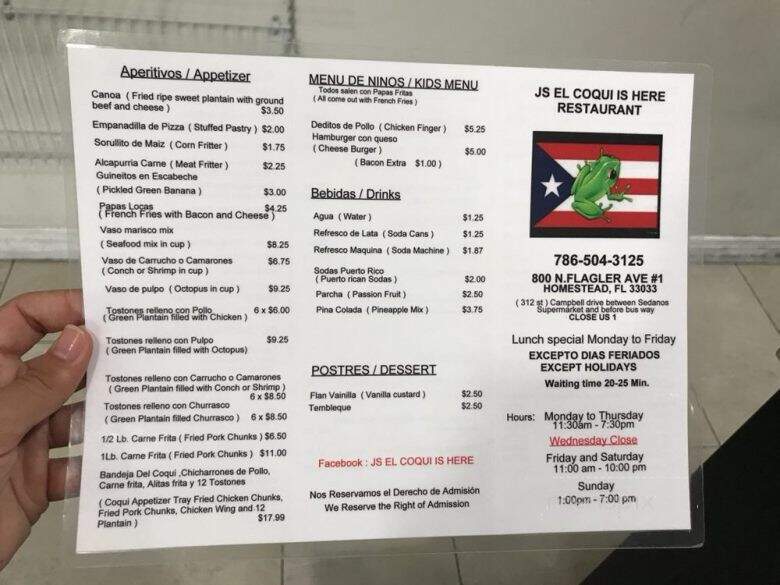 Aperitivos / Appetizer
Canoa ( Fried ripe sweet plantain with ground
beef and cheese ) $3.50
Empanadilla de Pizza ( Stuffed Pastry ) $2.00
Sorullito de Maiz ( Corn Fritter ) $1.75
Alcapurria Carne ( Meat Fritter ) $2.25
Guineitos en Escabeche
( Pickled Green Banana ) $3.00
Papas Locas $4.25
( French Fries with Bacon and Cheese )
Vaso marisco mix
( Seafood mix in cup ) $8.25
Vaso de Carrucho o Camarones $6.75
( Conch or Shrimp in cup )
Vaso de pulpo ( Octopus in cup ) $9.25
Tostones relleno con Pollo 6 x $6.00
( Green Plantain filled with Chicken )
Tostones relleno con Pulpo $9.25
( Green Plantain filled with Octopus)
Tostones relleno con Carrucho o Camarones
( Green Plantain filled with Conch or Shrimp )
6 x $8.50
Tostones relleno con Churrasco
( Green Plantain filled Churrasco ) 6 x $8.50
1/2 Lb. Carne Frita ( Fried Pork Chunks ) $6.50
1Lb. Carne Frita ( Fried Pork Chunks ) $11.00
Bandeja Del Coqui ,Chicharrones de Pollo,
Carne frita, Alitas frita y 12 Tostones
( Coqui Appetizer Tray Fried Chicken Chunks,
Fried Pork Chunks, Chicken Wing and 12
Plantain ) $17.99
MENU DE NINOS / KIDS MENU
Todos salen con Papas Fritas
( All come out with French Fries )
Deditos de Pollo ( Chicken Finger ) $5.25
Hamburger con queso
( Cheese Burger ) $5.00
( Bacon Extra $1.00 )
Bebidas / Drinks
Agua ( Water ) $1.25
Refresco de Lata ( Soda Cans ) $1.25
Refresco Maquina ( Soda Machine ) $1.87
Sodas Puerto Rico
( Puerto rican Sodas ) $2.00
Parcha ( Passion Fruit ) $2.50
Pina Colada ( Pineapple Mix ) $3.75
POSTRES / DESSERT
Flan Vainilla ( Vanilla custard ) $2.50
Tembleque $2.50
Facebook : JS EL COQUI IS HERE
Nos Reservamos el Derecho de Admisión
We Reserve the Right of Admission
JS EL COQUI IS HERE
RESTAURANT
786-504-3125
800 N.FLAGLER AVE #1
HOMESTEAD, FL 33033
( 312 st ) Campbell drive between Sedanos
Supermarket and before bus way
CLOSE US 1
Lunch special Monday to Friday
EXCEPTO DIAS FERIADOS
EXCEPT HOLIDAYS
Waiting time 20-25 Min.
Hours: Monday to Thursday
11:30am - 7:30pm
Wednesday Close
Friday and Saturday
11:00 am - 10:00 pm
Sunday
1:00pm - 7:00 pm